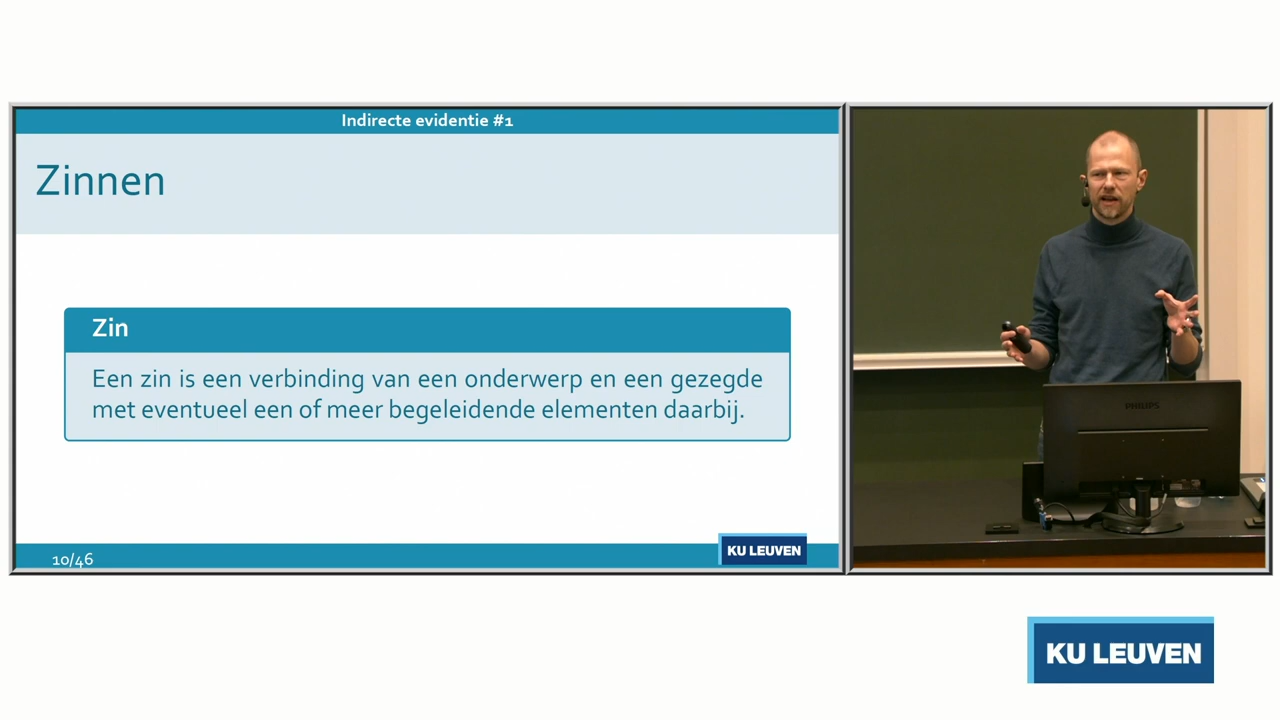 Indirecte evidentie #1
Zinnen
Zin
Een zin is een verbinding van een onderwerp en een gezegde
met eventueel een of meer begeleidende elementen daarbij.
10/46
KU LEUVEN
PHILIPS
KU LEUVEN